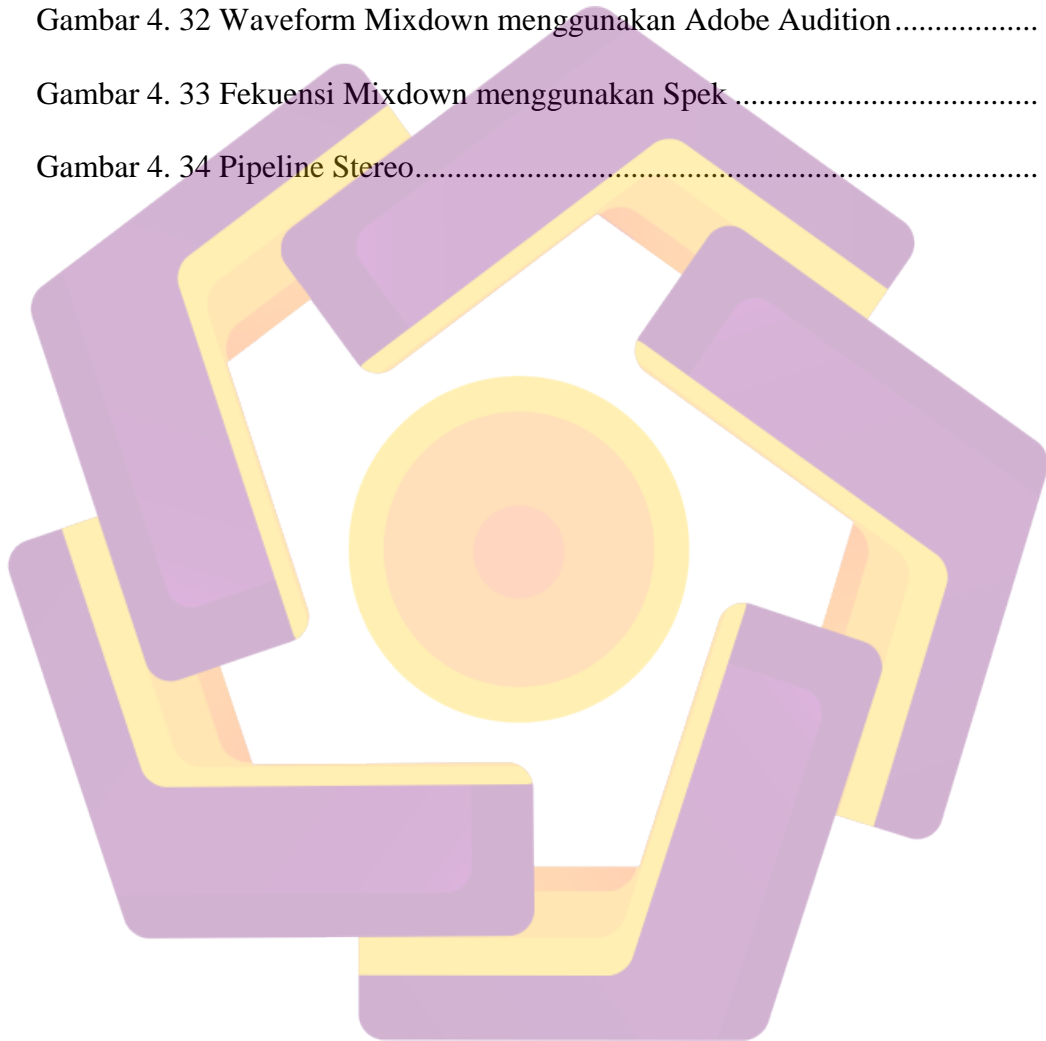 Gambar 4. 32 Waveform Mixdown menggunakan Adobe Audition.................
Gambar 4. 33 Fekuensi Mixdown menggunakan Spek....................................
Gambar 4. 34 Pipeline Stereo..........................................................................